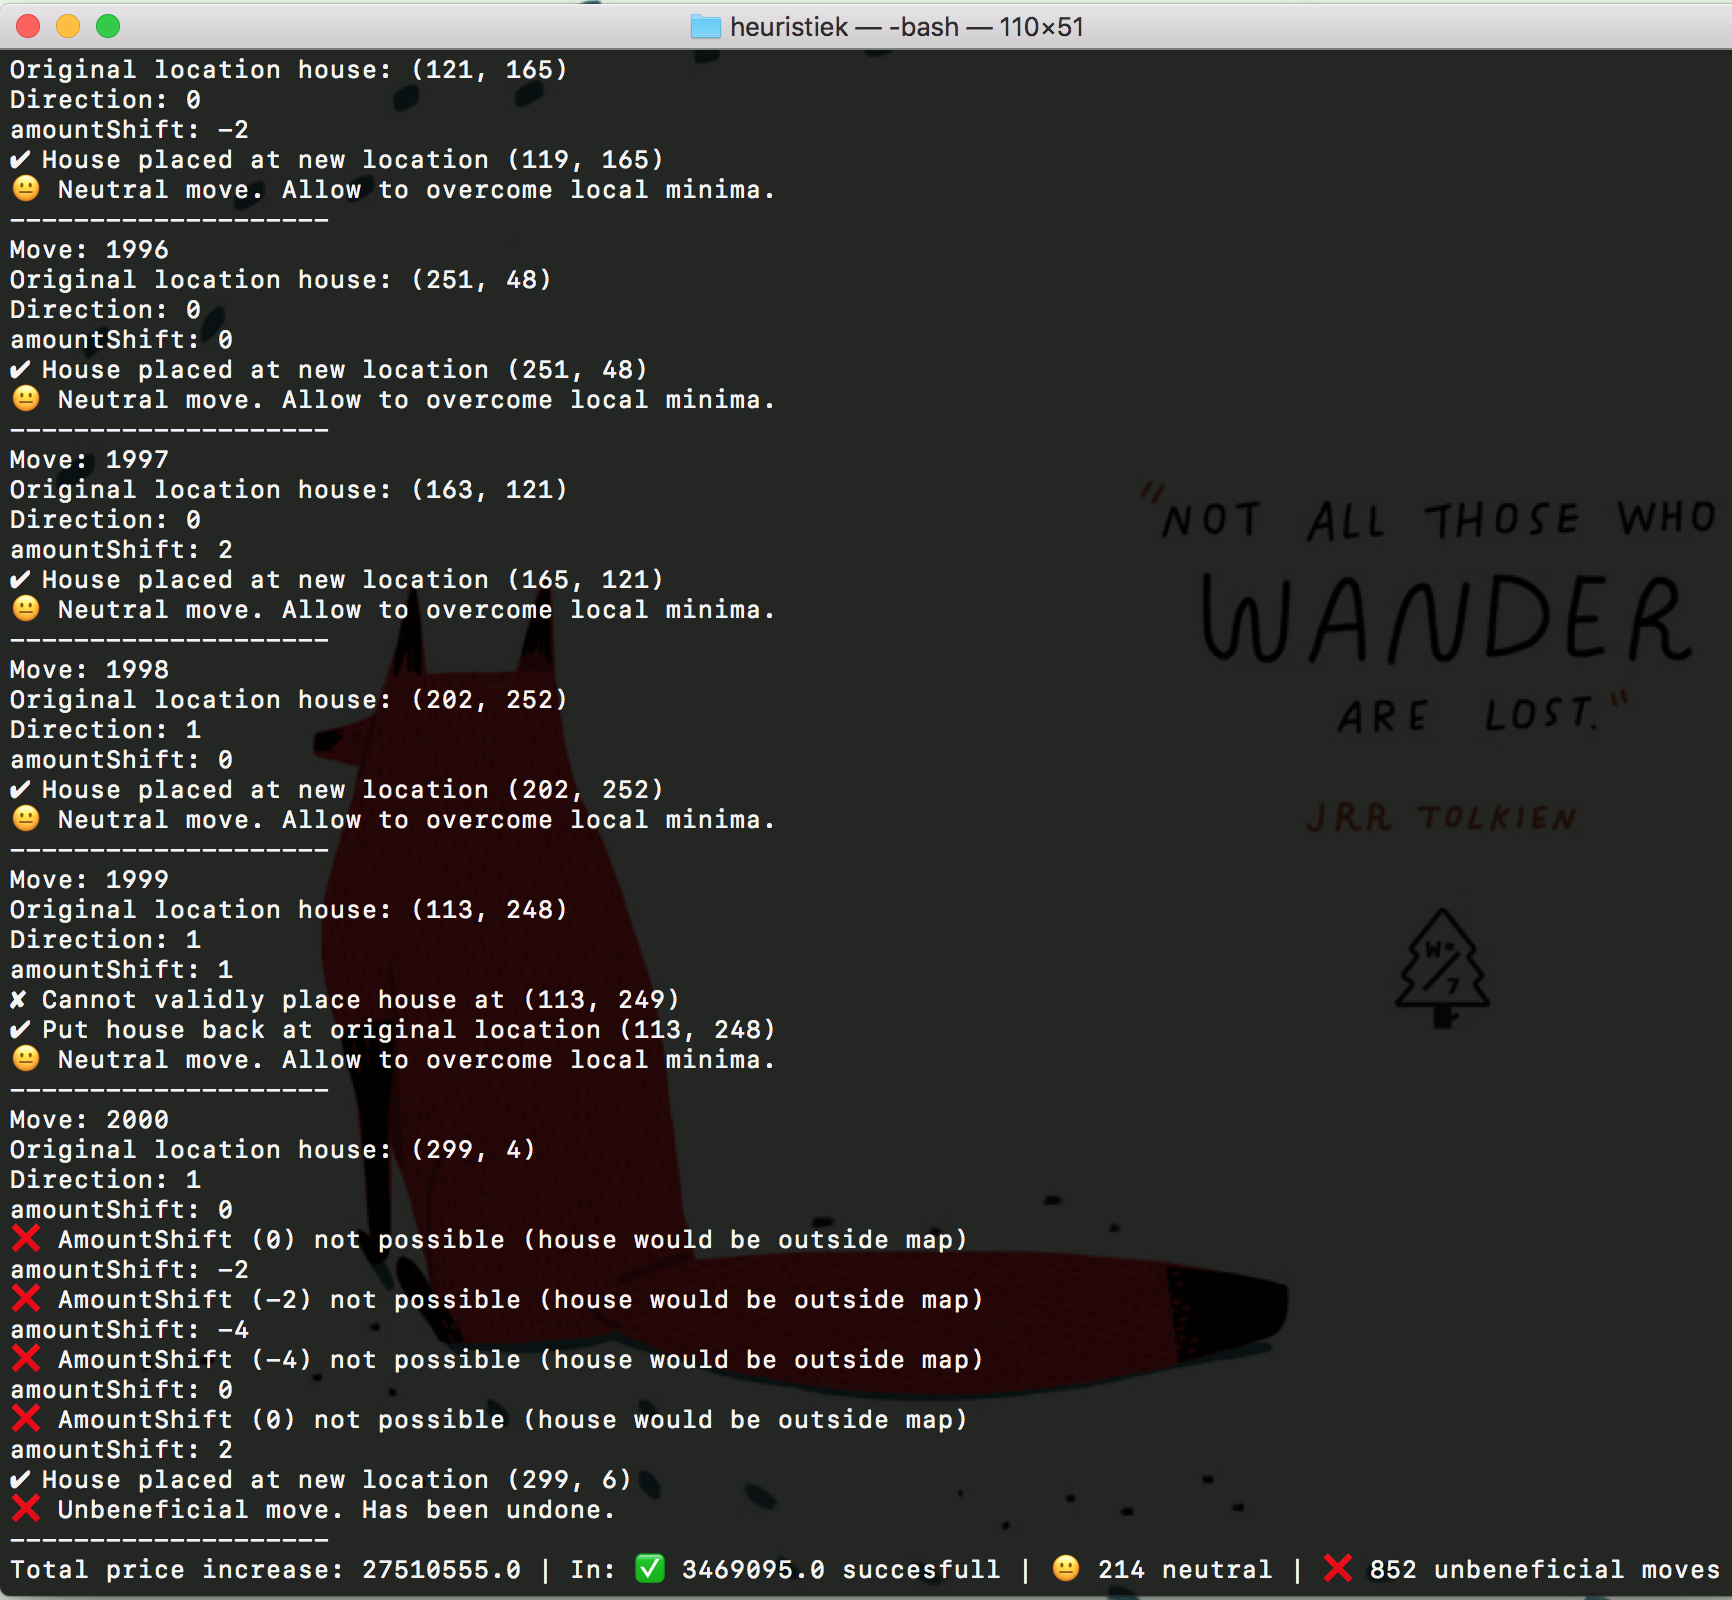 heuristiek — -bash — 110×51
Original location house: (121, 165)
Direction: 0
amountShift: -2
✔ House placed at new location (119, 165)
😐 Neutral move. Allow to overcome local minima.
--------------------
Move: 1996
Original location house: (251, 48)
Direction: 0
amountShift: 0
✔ House placed at new location (251, 48)
😐 Neutral move. Allow to overcome local minima.
--------------------
Move: 1997
Original location house: (163, 121)
Direction: 0
amountShift: 2
✔ House placed at new location (165, 121)
😐 Neutral move. Allow to overcome local minima.
--------------------
Move: 1998
Original location house: (202, 252)
Direction: 1
amountShift: 0
✔ House placed at new location (202, 252)
😐 Neutral move. Allow to overcome local minima.
--------------------
Move: 1999
Original location house: (113, 248)
Direction: 1
amountShift: 1
✘ Cannot validly place house at (113, 249)
✔ Put house back at original location (113, 248)
😐 Neutral move. Allow to overcome local minima.
--------------------
Move: 2000
Original location house: (299, 4)
Direction: 1
amountShift: 0
❌ AmountShift (0) not possible (house would be outside map)
amountShift: -2
❌ AmountShift (-2) not possible (house would be outside map)
amountShift: -4
❌ AmountShift (-4) not possible (house would be outside map)
amountShift: 0
❌ AmountShift (0) not possible (house would be outside map)
amountShift: 2
✔ House placed at new location (299, 6)
❌ Unbeneficial move. Has been undone.
--------------------
Total price increase: 27510555.0 | In: ✅ 3469095.0 succesfull | 😐 214 neutral | ❌ 852 unbeneficial moves
"NOT ALL THOSE WHO
WANDER
ARE LOST."
JRR TOLKIEN
W
7